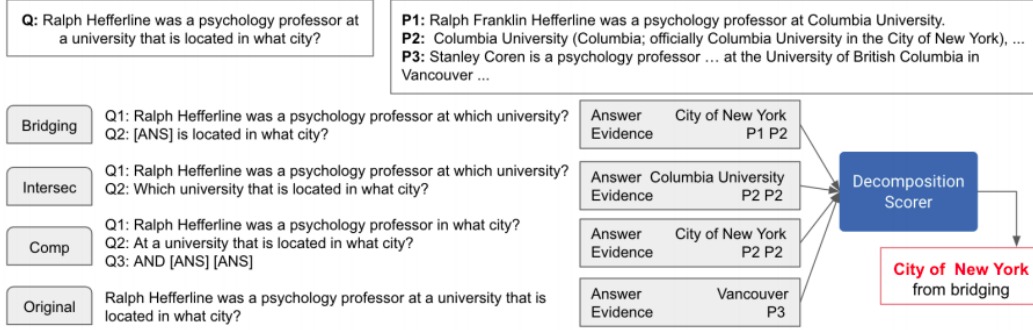 Q: Ralph Hefferline was a psychology professor at
a university that is located in what city?
P1: Ralph Franklin Hefferline was a psychology professor at Columbia University.
P2: Columbia University (Columbia; officially Columbia University in the City of New York), ...
P3: Stanley Coren is a psychology professor … at the University of British Columbia in
Vancouver ...
Bridging
Q1: Ralph Hefferline was a psychology professor at which university?
Q2: [ANS] is located in what city?
Answer City of New York
Evidence P1 P2
Intersec
Q1: Ralph Hefferline was a psychology professor at which university?
Q2: Which university that is located in what city?
Answer Columbia University
Evidence P2 P2
Comp
Q1: Ralph Hefferline was a psychology professor in what city?
Q2: At a university that is located in what city?
Q3: AND [ANS] [ANS]
Answer City of New York
Evidence P2 P2
Original
Ralph Hefferline was a psychology professor at a university that is
located in what city?
Answer Vancouver
Evidence P3
Decomposition
Scorer
City of New York
from bridging